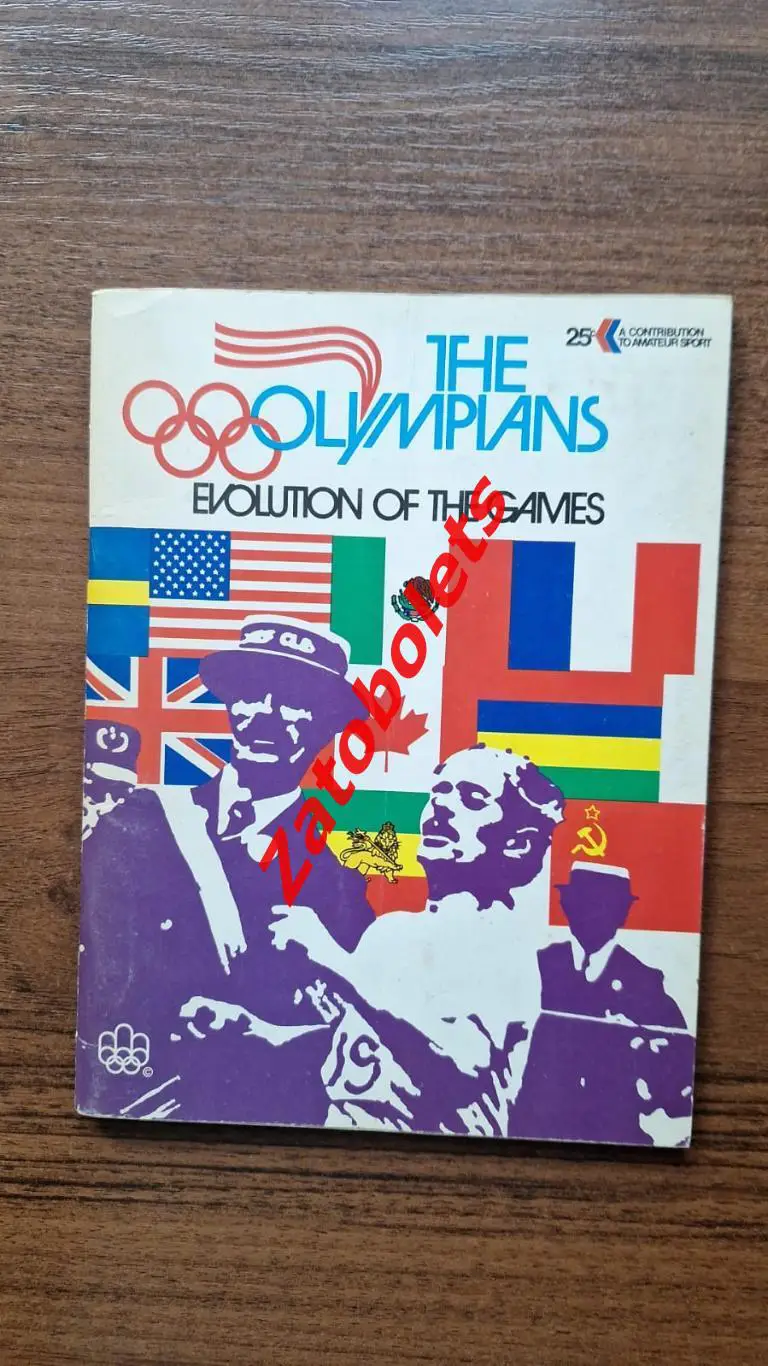 THE
OLYMPIANS
EVOLUTION OF THE GAMES
25¢ A CONTRIBUTION
TO AMATEUR SPORT
Zatobolets
19
©